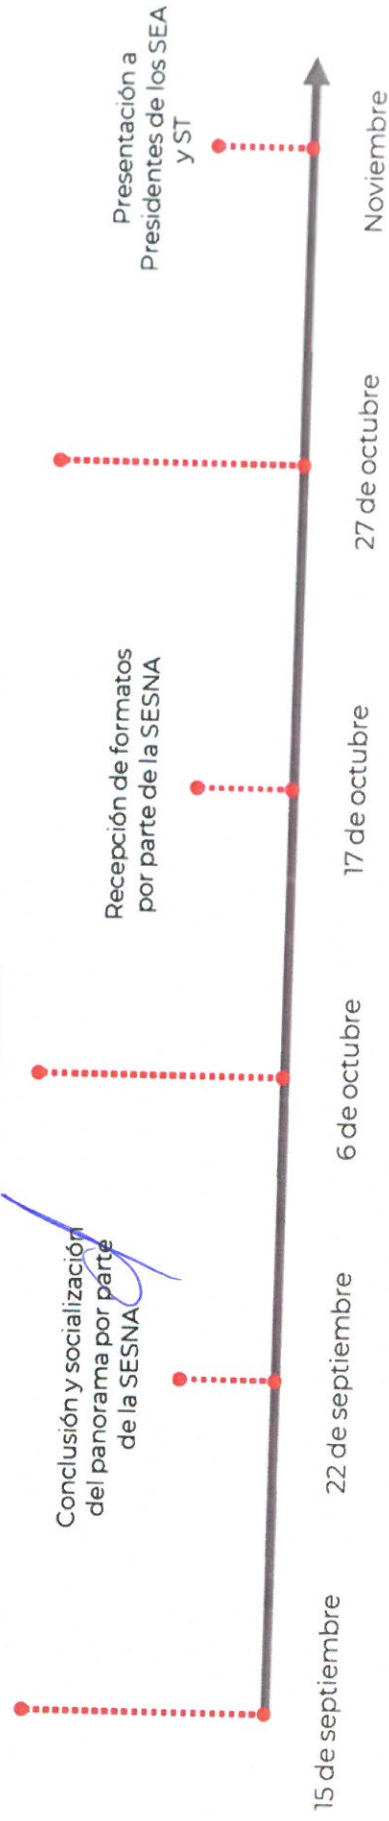 Conclusión y socialización
del panorama por parte
de la SESNA
Recepción de formatos
por parte de la SESNA
Presentación a
Presidentes de los SEA
y ST
15 de septiembre
22 de septiembre
6 de octubre
17 de octubre
27 de octubre
Noviembre